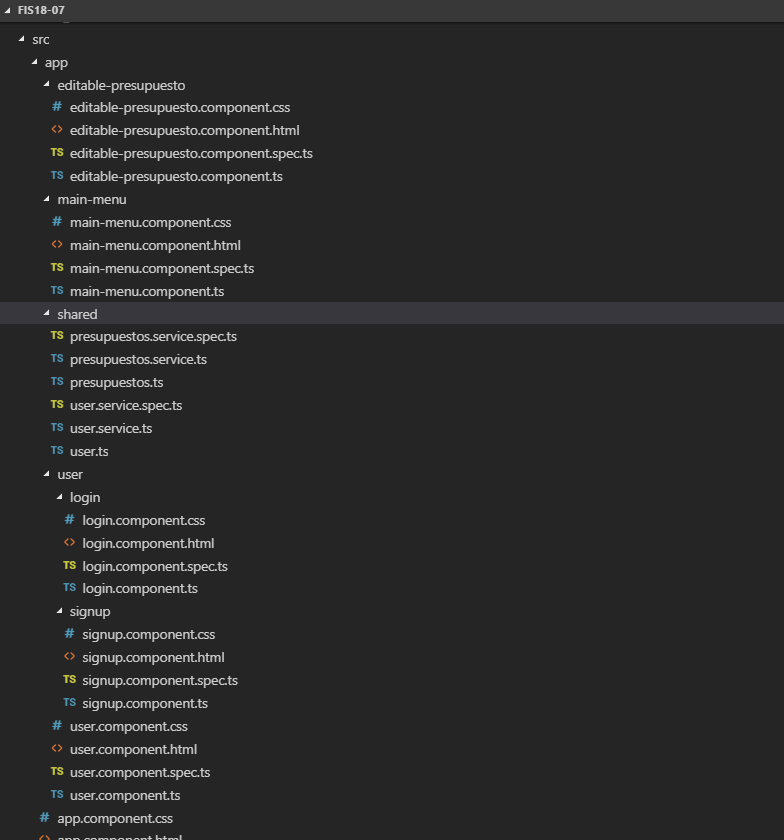 FIS18-07
src
app
editable-presupuesto
# editable-presupuesto.component.css
<> editable-presupuesto.component.html
TS editable-presupuesto.component.spec.ts
TS editable-presupuesto.component.ts
main-menu
# main-menu.component.css
<> main-menu.component.html
TS main-menu.component.spec.ts
TS main-menu.component.ts
shared
TS presupuestos.service.spec.ts
TS presupuestos.service.ts
TS presupuestos.ts
TS user.service.spec.ts
TS user.service.ts
TS user.ts
user
login
# login.component.css
<> login.component.html
TS login.component.spec.ts
TS login.component.ts
signup
# signup.component.css
<> signup.component.html
TS signup.component.spec.ts
TS signup.component.ts
# user.component.css
<> user.component.html
TS user.component.spec.ts
TS user.component.ts
# app.component.css
<> app.component.html